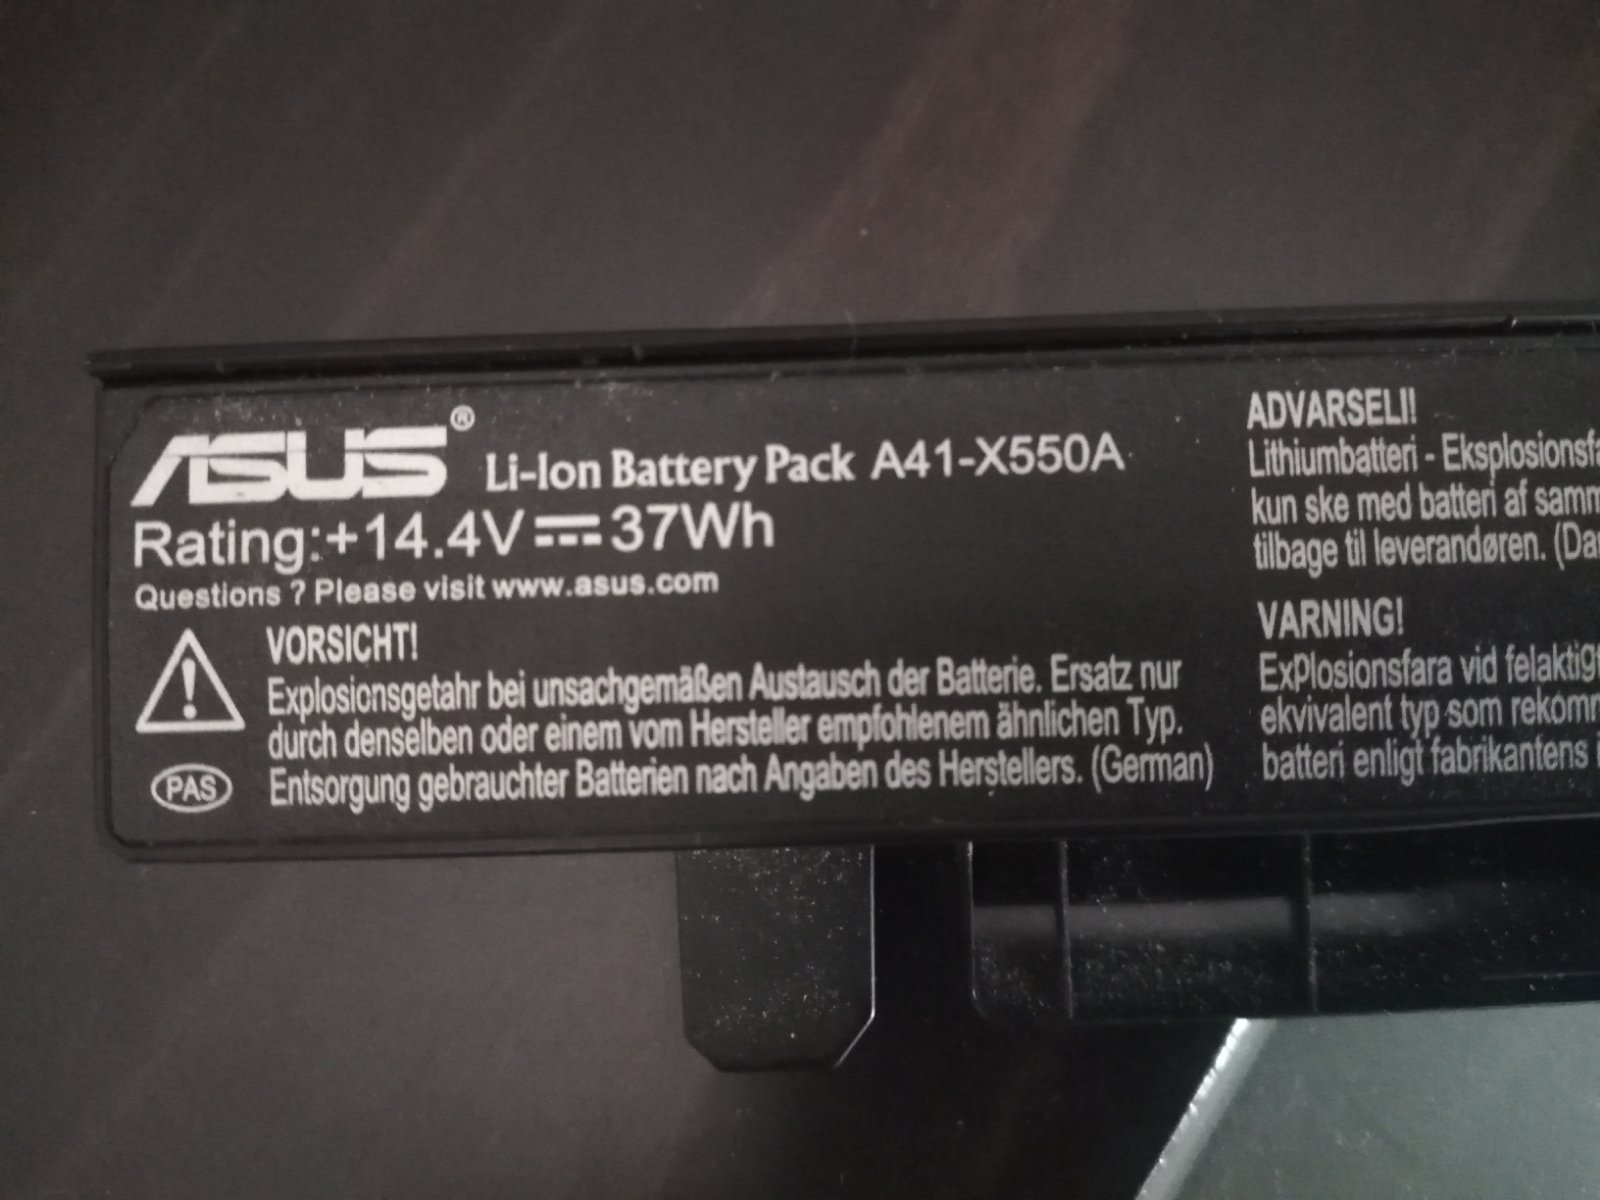 ASUS® Li-Ion Battery Pack A41-X550A
Rating:+14.4V⎓37Wh
Questions ? Please visit www.asus.com
VORSICHT!
Explosionsgetahr bei unsachgemäßen Austausch der Batterie. Ersatz nur
durch denselben oder einem vom Hersteller empfohlenem ähnlichen Typ.
Entsorgung gebrauchter Batterien nach Angaben des Herstellers. (German)
PAS
ADVARSELI!
Lithiumbatteri - Eksplosionsfa
kun ske med batteri af samm
tilbage til leverandøren. (Da
VARNING!
ExPlosionsfara vid felaktigt
ekvivalent typ som rekomm
batteri enligt fabrikantens i